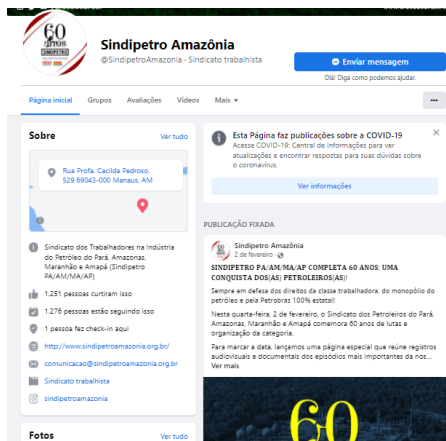 60
anos
SINDIPETRO
Sindipetro Amazônia
@SindipetroAmazonia · Sindicato trabalhista
Enviar mensagem
Olá! Diga como podemos ajudar.
Página inicial
Grupos
Avaliações
Vídeos
Mais
Sobre
Ver tudo
Rua Profa. Cacilda Pedroso,
529 69043-000 Manaus, AM
Sindicato dos Trabalhadores na Indústria
do Petróleo do Pará, Amazonas,
Maranhão e Amapá (Sindipetro
PA/AM/MA/AP)
1.251 pessoas curtiram isso
1.276 pessoas estão seguindo isso
1 pessoa fez check-in aqui
http://www.sindipetroamazonia.org.br/
comunicacao@sindipetroamazonia.org.br
Sindicato trabalhista
sindipetroamazonia
Fotos
Ver tudo
Esta Página faz publicações sobre a COVID-19
Acesse COVID-19: Central de Informações para ver
atualizações e encontrar respostas para suas dúvidas sobre
o coronavírus.
Ver informações
PUBLICAÇÃO FIXADA
Sindipetro Amazônia
2 de fevereiro ·
SINDIPETRO PA/AM/MA/AP COMPLETA 60 ANOS: UMA
CONQUISTA DOS(AS) PETROLEIROS(AS)!
Sempre em defesa dos direitos da classe trabalhadora, do monopólio do
petróleo e pela Petrobras 100% estatal!
Nesta quarta-feira, 2 de fevereiro, o Sindicato dos Petroleiros do Pará,
Amazonas, Maranhão e Amapá comemora 60 anos de lutas e
organização da categoria.
Para marcar a data, lançamos uma página especial que reúne registros
audiovisuais e documentais dos episódios mais importantes da nos...
Ver mais
60